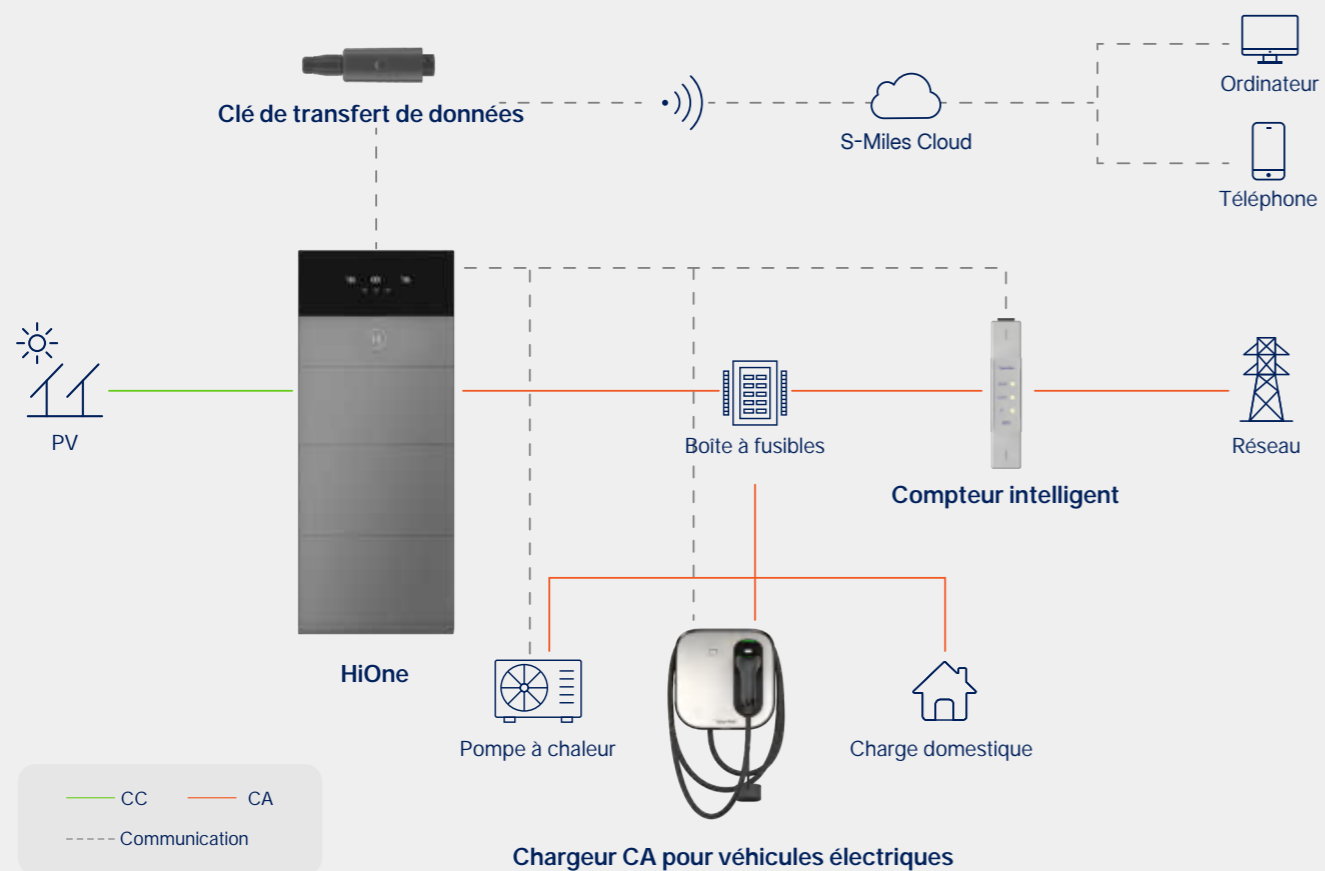 Ordinateur
Clé de transfert de données
S-Miles Cloud
Téléphone
PV
Boîte à fusibles
Réseau
Compteur intelligent
HiOne
Pompe à chaleur
Charge domestique
CC
CA
Communication
Chargeur CA pour véhicules électriques